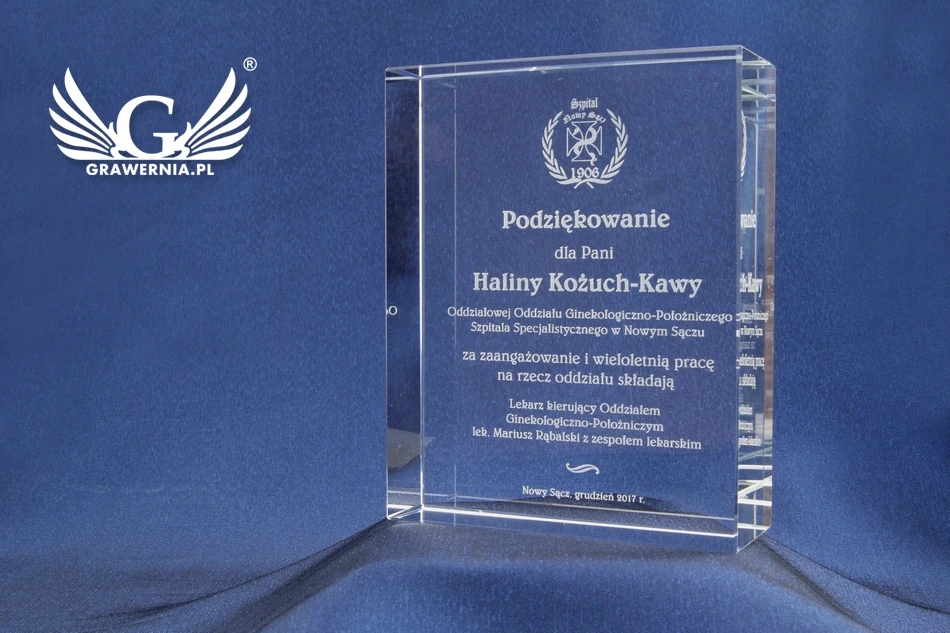 G
GRAWERNIA.PL
®
Szpital
Nowy Sącz
1906
Podziękowanie
dla Pani
Haliny Kożuch-Kawy
Oddziałowej Oddziału Ginekologiczno-Położniczego
Szpitala Specjalistycznego w Nowym Sączu
za zaangażowanie i wieloletnią pracę
na rzecz oddziału składają
Lekarz kierujący Oddziałem
Ginekologiczno-Położniczym
lek. Mariusz Rąbalski z zespołem lekarskim
Nowy Sącz, grudzień 2017 r.